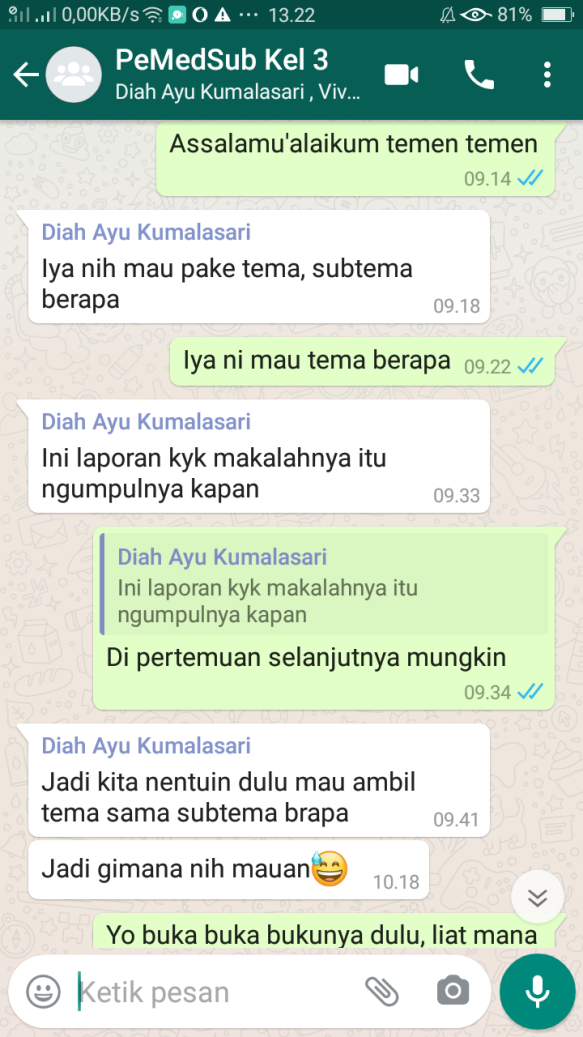 0,00KB/s 13.22 81%
PeMedSub Kel 3
Diah Ayu Kumalasari , Viv...
Assalamu'alaikum temen temen
09.14
Diah Ayu Kumalasari
Iya nih mau pake tema, subtema
berapa
09.18
Iya ni mau tema berapa 09.22
Diah Ayu Kumalasari
Ini laporan kyk makalahnya itu
ngumpulnya kapan
09.33
Diah Ayu Kumalasari
Ini laporan kyk makalahnya itu
ngumpulnya kapan
Di pertemuan selanjutnya mungkin
09.34
Diah Ayu Kumalasari
Jadi kita nentuin dulu mau ambil
tema sama subtema brapa
09.41
Jadi gimana nih mauan😅 10.18
Yo buka buka bukunya dulu, liat mana
Ketik pesan